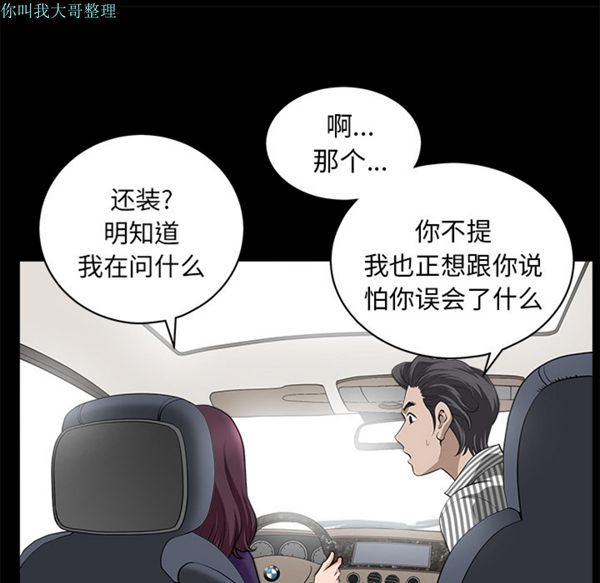 你叫我大哥整理
啊...
那个...
还装?
明知道
我在问什么
你不提
我也正想跟你说
怕你误会了什么